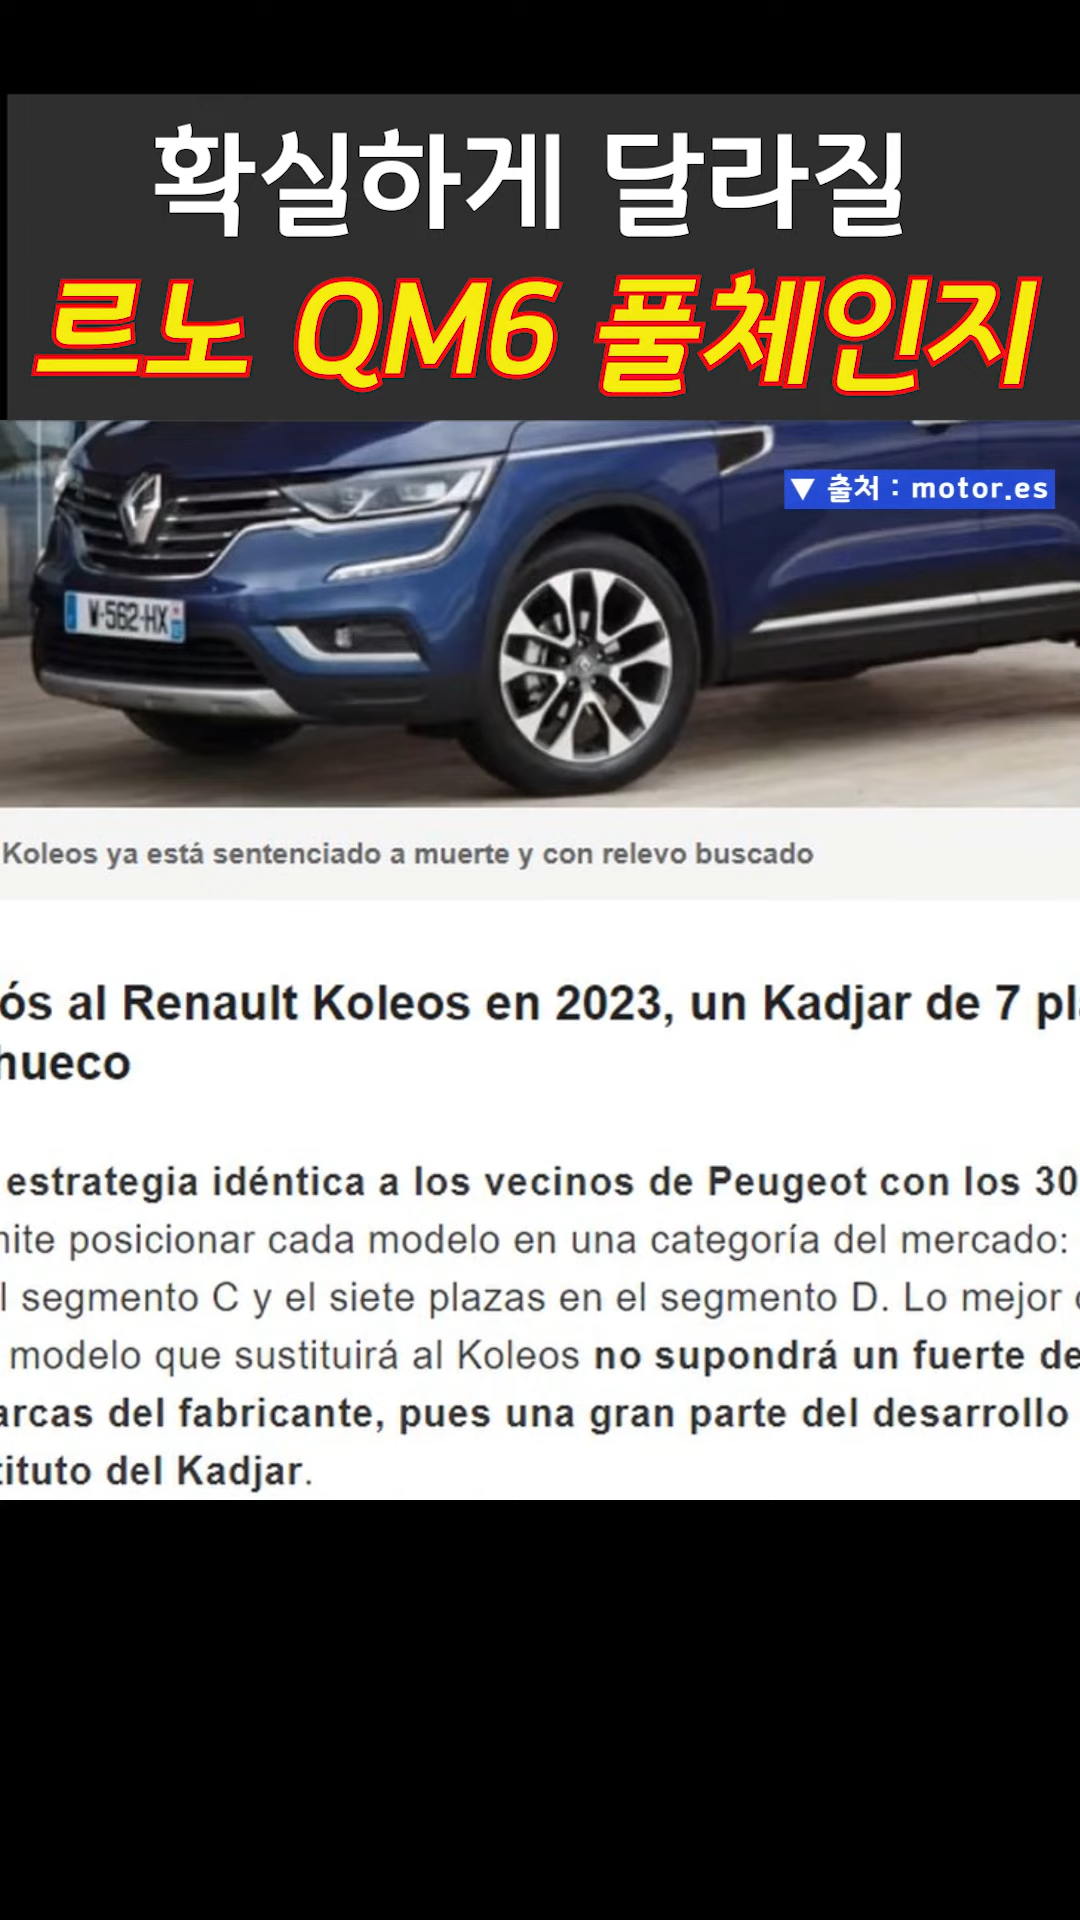 확실하게 달라질
르노 QM6 풀체인지
▼ 출처 : motor.es
W-562-HX
Koleos ya está sentenciado a muerte y con relevo buscado
ós al Renault Koleos en 2023, un Kadjar de 7 pl
hueco
estrategia idéntica a los vecinos de Peugeot con los 30
mite posicionar cada modelo en una categoría del mercado:
l segmento C y el siete plazas en el segmento D. Lo mejor
modelo que sustituirá al Koleos no supondrá un fuerte de
arcas del fabricante, pues una gran parte del desarrollo
tituto del Kadjar.